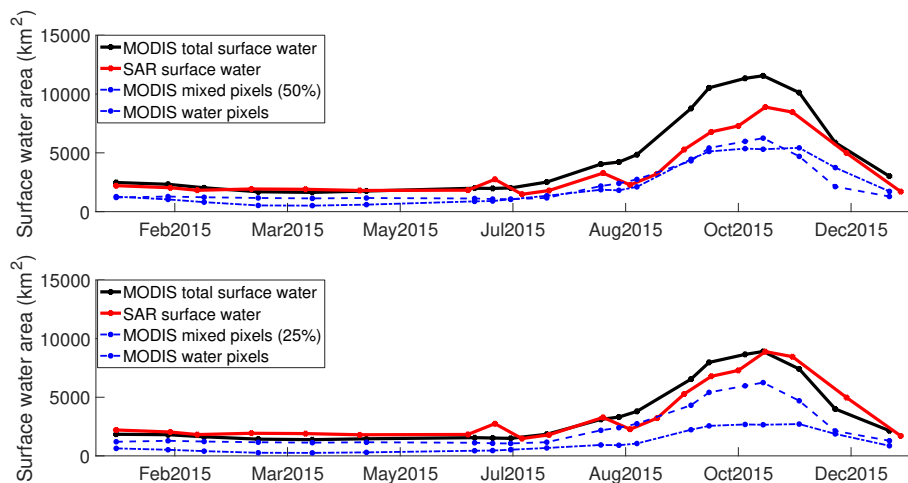 Surface water area (km²)
15000
10000
5000
0
MODIS total surface water
SAR surface water
MODIS mixed pixels (50%)
MODIS water pixels
Feb2015 Mar2015 May2015 Jul2015 Aug2015 Oct2015 Dec2015
Surface water area (km²)
15000
10000
5000
0
MODIS total surface water
SAR surface water
MODIS mixed pixels (25%)
MODIS water pixels
Feb2015 Mar2015 May2015 Jul2015 Aug2015 Oct2015 Dec2015